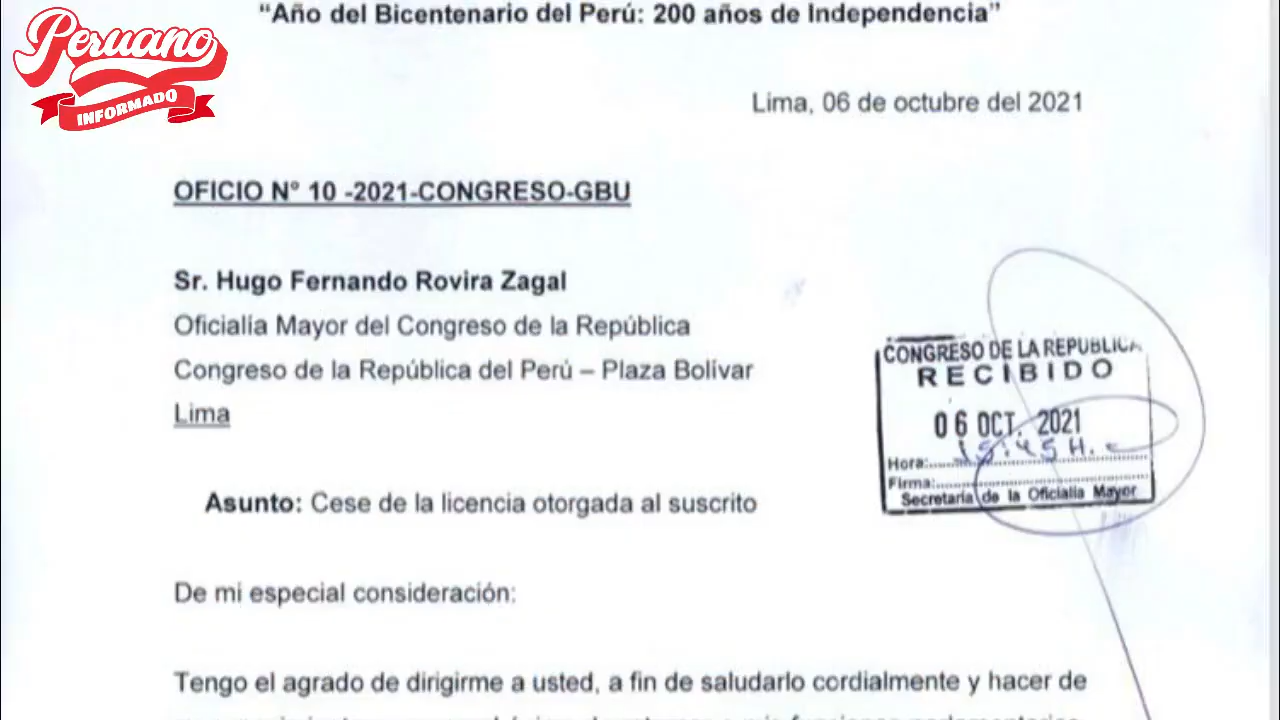 “Año del Bicentenario del Perú: 200 años de Independencia”
Peruano
INFORMADO
Lima, 06 de octubre del 2021
OFICIO N° 10 -2021-CONGRESO-GBU
Sr. Hugo Fernando Rovira Zagal
Oficialía Mayor del Congreso de la República
Congreso de la República del Perú – Plaza Bolívar
Lima
CONGRESO DE LA REPUBLICA
RECIBIDO
06 OCT. 2021
Hora: 15:45 H.
Firma:
Secretaria de la Oficialia Mayor
Asunto: Cese de la licencia otorgada al suscrito
De mi especial consideración:
Tengo el agrado de dirigirme a usted, a fin de saludarlo cordialmente y hacer de